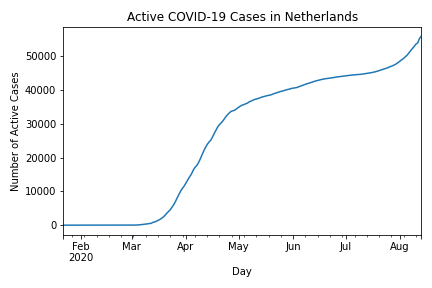 Active COVID-19 Cases in Netherlands
Number of Active Cases
50000
40000
30000
20000
10000
0
Feb
2020
Mar
Apr
May
Jun
Jul
Aug
Day